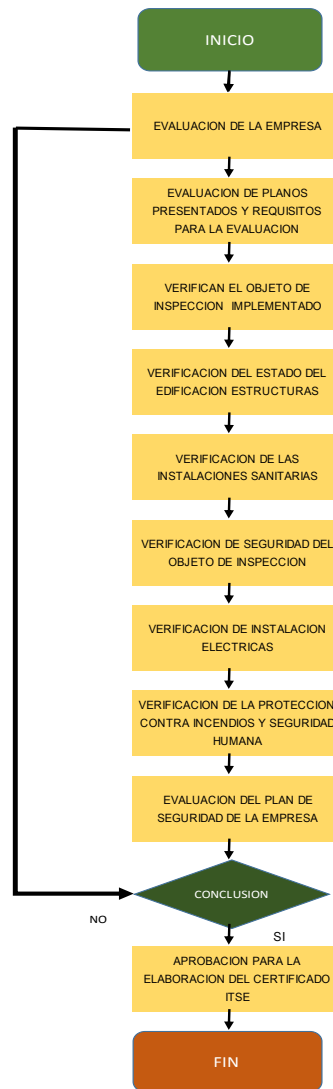 INICIO
EVALUACION DE LA EMPRESA
EVALUACION DE PLANOS
PRESENTADOS Y REQUISITOS
PARA LA EVALUACION
VERIFICAN EL OBJETO DE
INSPECCION IMPLEMENTADO
VERIFICACION DEL ESTADO DEL
EDIFICACION ESTRUCTURAS
VERIFICACION DE LAS
INSTALACIONES SANITARIAS
VERIFICACION DE SEGURIDAD DEL
OBJETO DE INSPECCION
VERIFICACION DE INSTALACION
ELECTRICAS
VERIFICACION DE LA PROTECCION
CONTRA INCENDIOS Y SEGURIDAD
HUMANA
EVALUACION DEL PLAN DE
SEGURIDAD DE LA EMPRESA
CONCLUSION
NO
SI
APROBACION PARA LA
ELABORACION DEL CERTIFICADO
ITSE
FIN